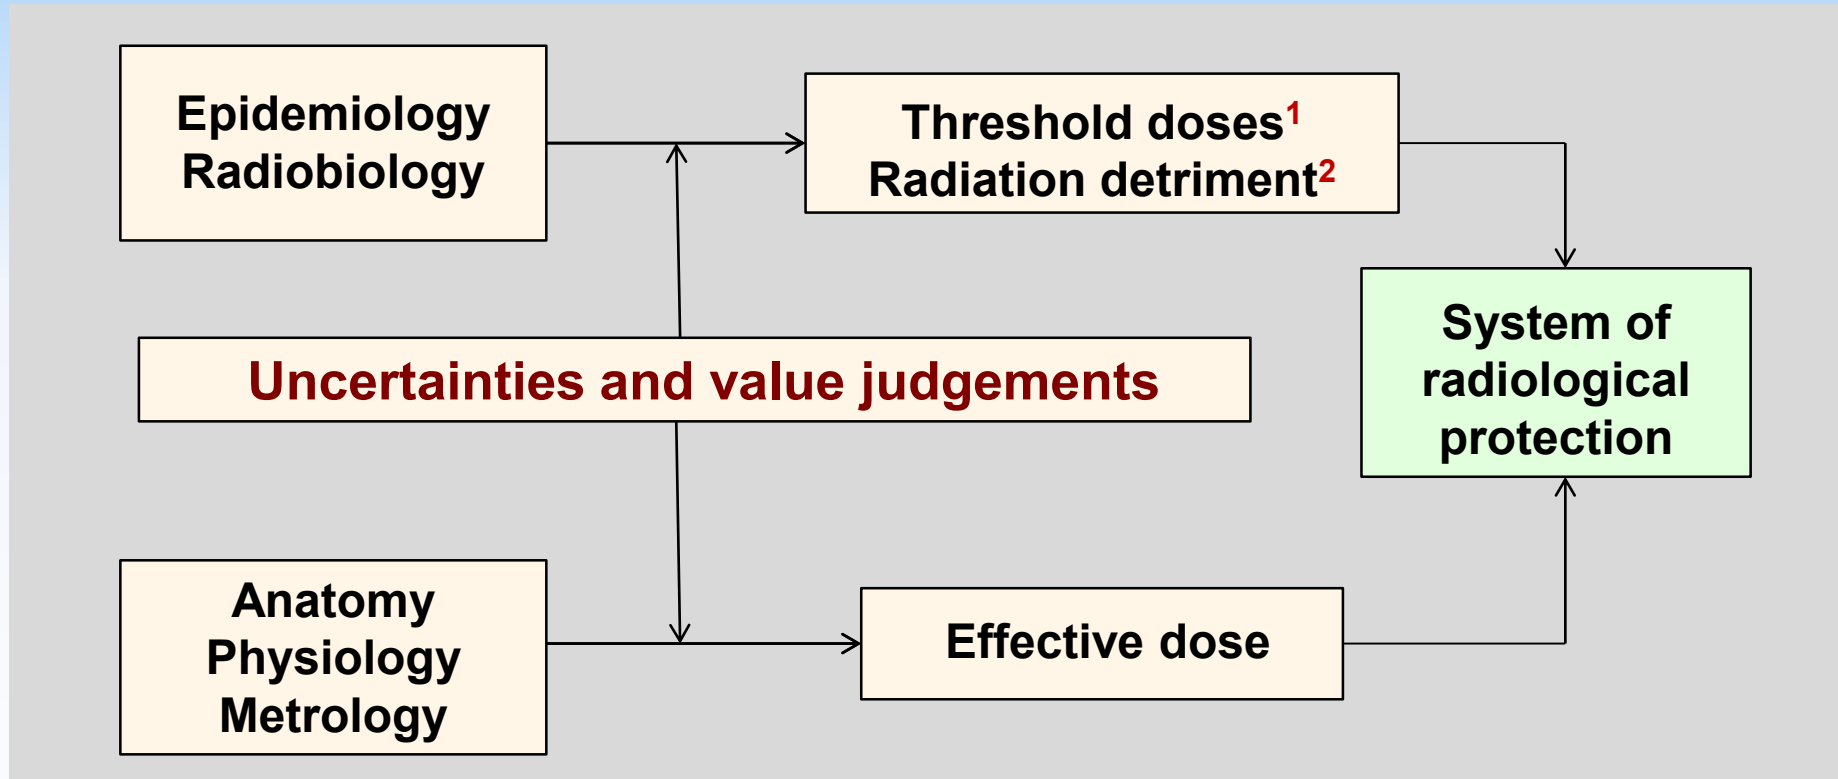 Epidemiology
Radiobiology
Threshold doses¹
Radiation detriment²
System of
radiological
protection
Uncertainties and value judgements
Anatomy
Physiology
Metrology
Effective dose